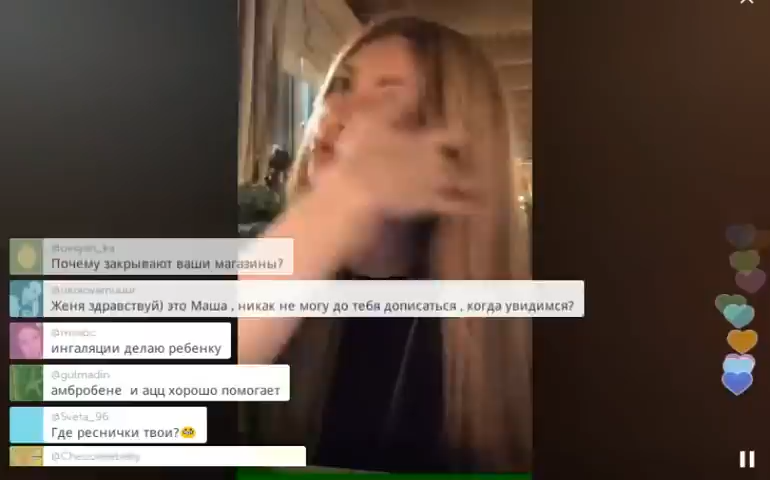 Почему закрывают ваши магазины?
Женя здравствуй) это Маша , никак не могу до тебя дописаться , когда увидимся?
ингаляции делаю ребенку
@gulmadin
амбробене и ацц хорошо помогает
@Sveta_96
Где реснички твои?